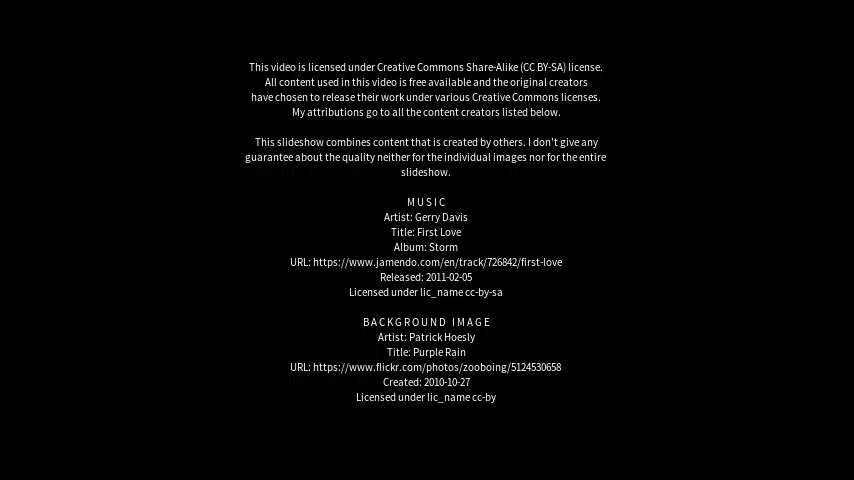 This video is licensed under Creative Commons Share-Alike (CC BY-SA) license.
All content used in this video is free available and the original creators
have chosen to release their work under various Creative Commons licenses.
My attributions go to all the content creators listed below.
This slideshow combines content that is created by others. I don't give any
guarantee about the quality neither for the individual images nor for the entire
slideshow.
MUSIC
Artist: Gerry Davis
Title: First Love
Album: Storm
URL: https://www.jamendo.com/en/track/726842/first-love
Released: 2011-02-05
Licensed under lic_name cc-by-sa
BACKGROUND IMAGE
Artist: Patrick Hoesly
Title: Purple Rain
URL: https://www.flickr.com/photos/zooboing/5124530658
Created: 2010-10-27
Licensed under lic_name cc-by